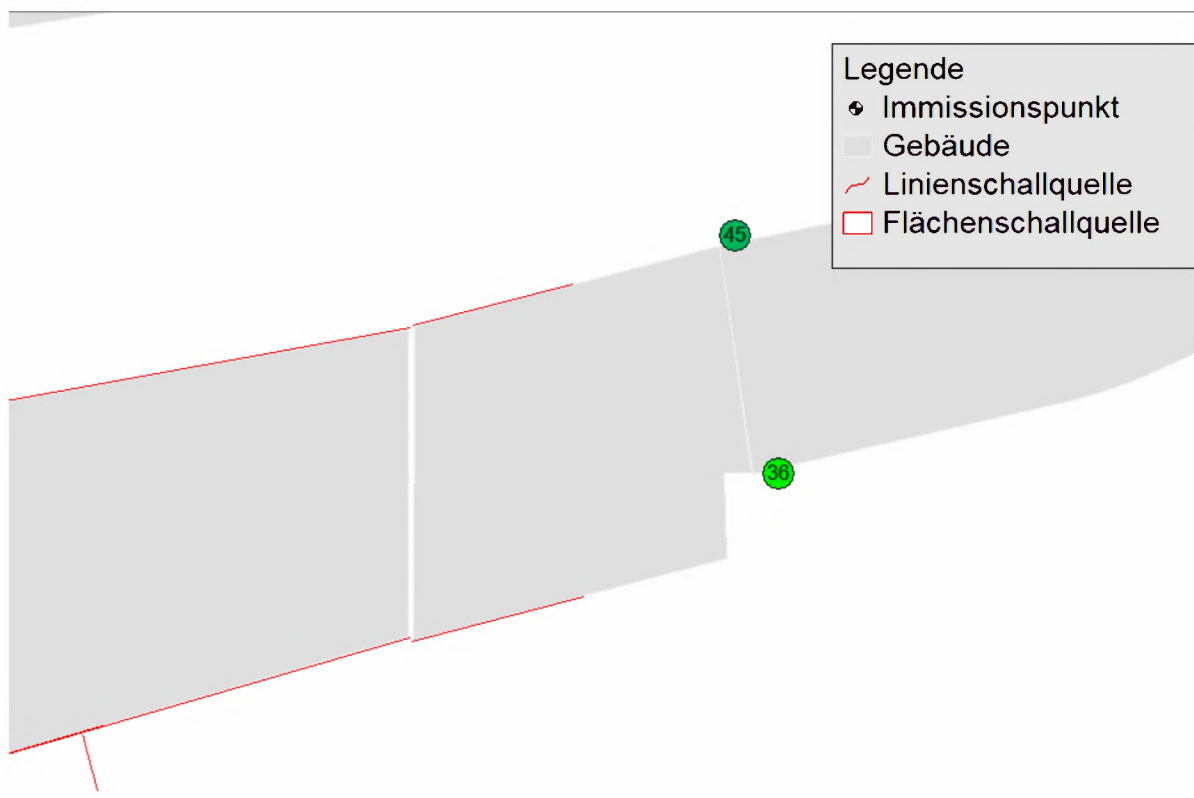 Legende
Immissionspunkt
Gebäude
Linienschallquelle
Flächenschallquelle
45
36